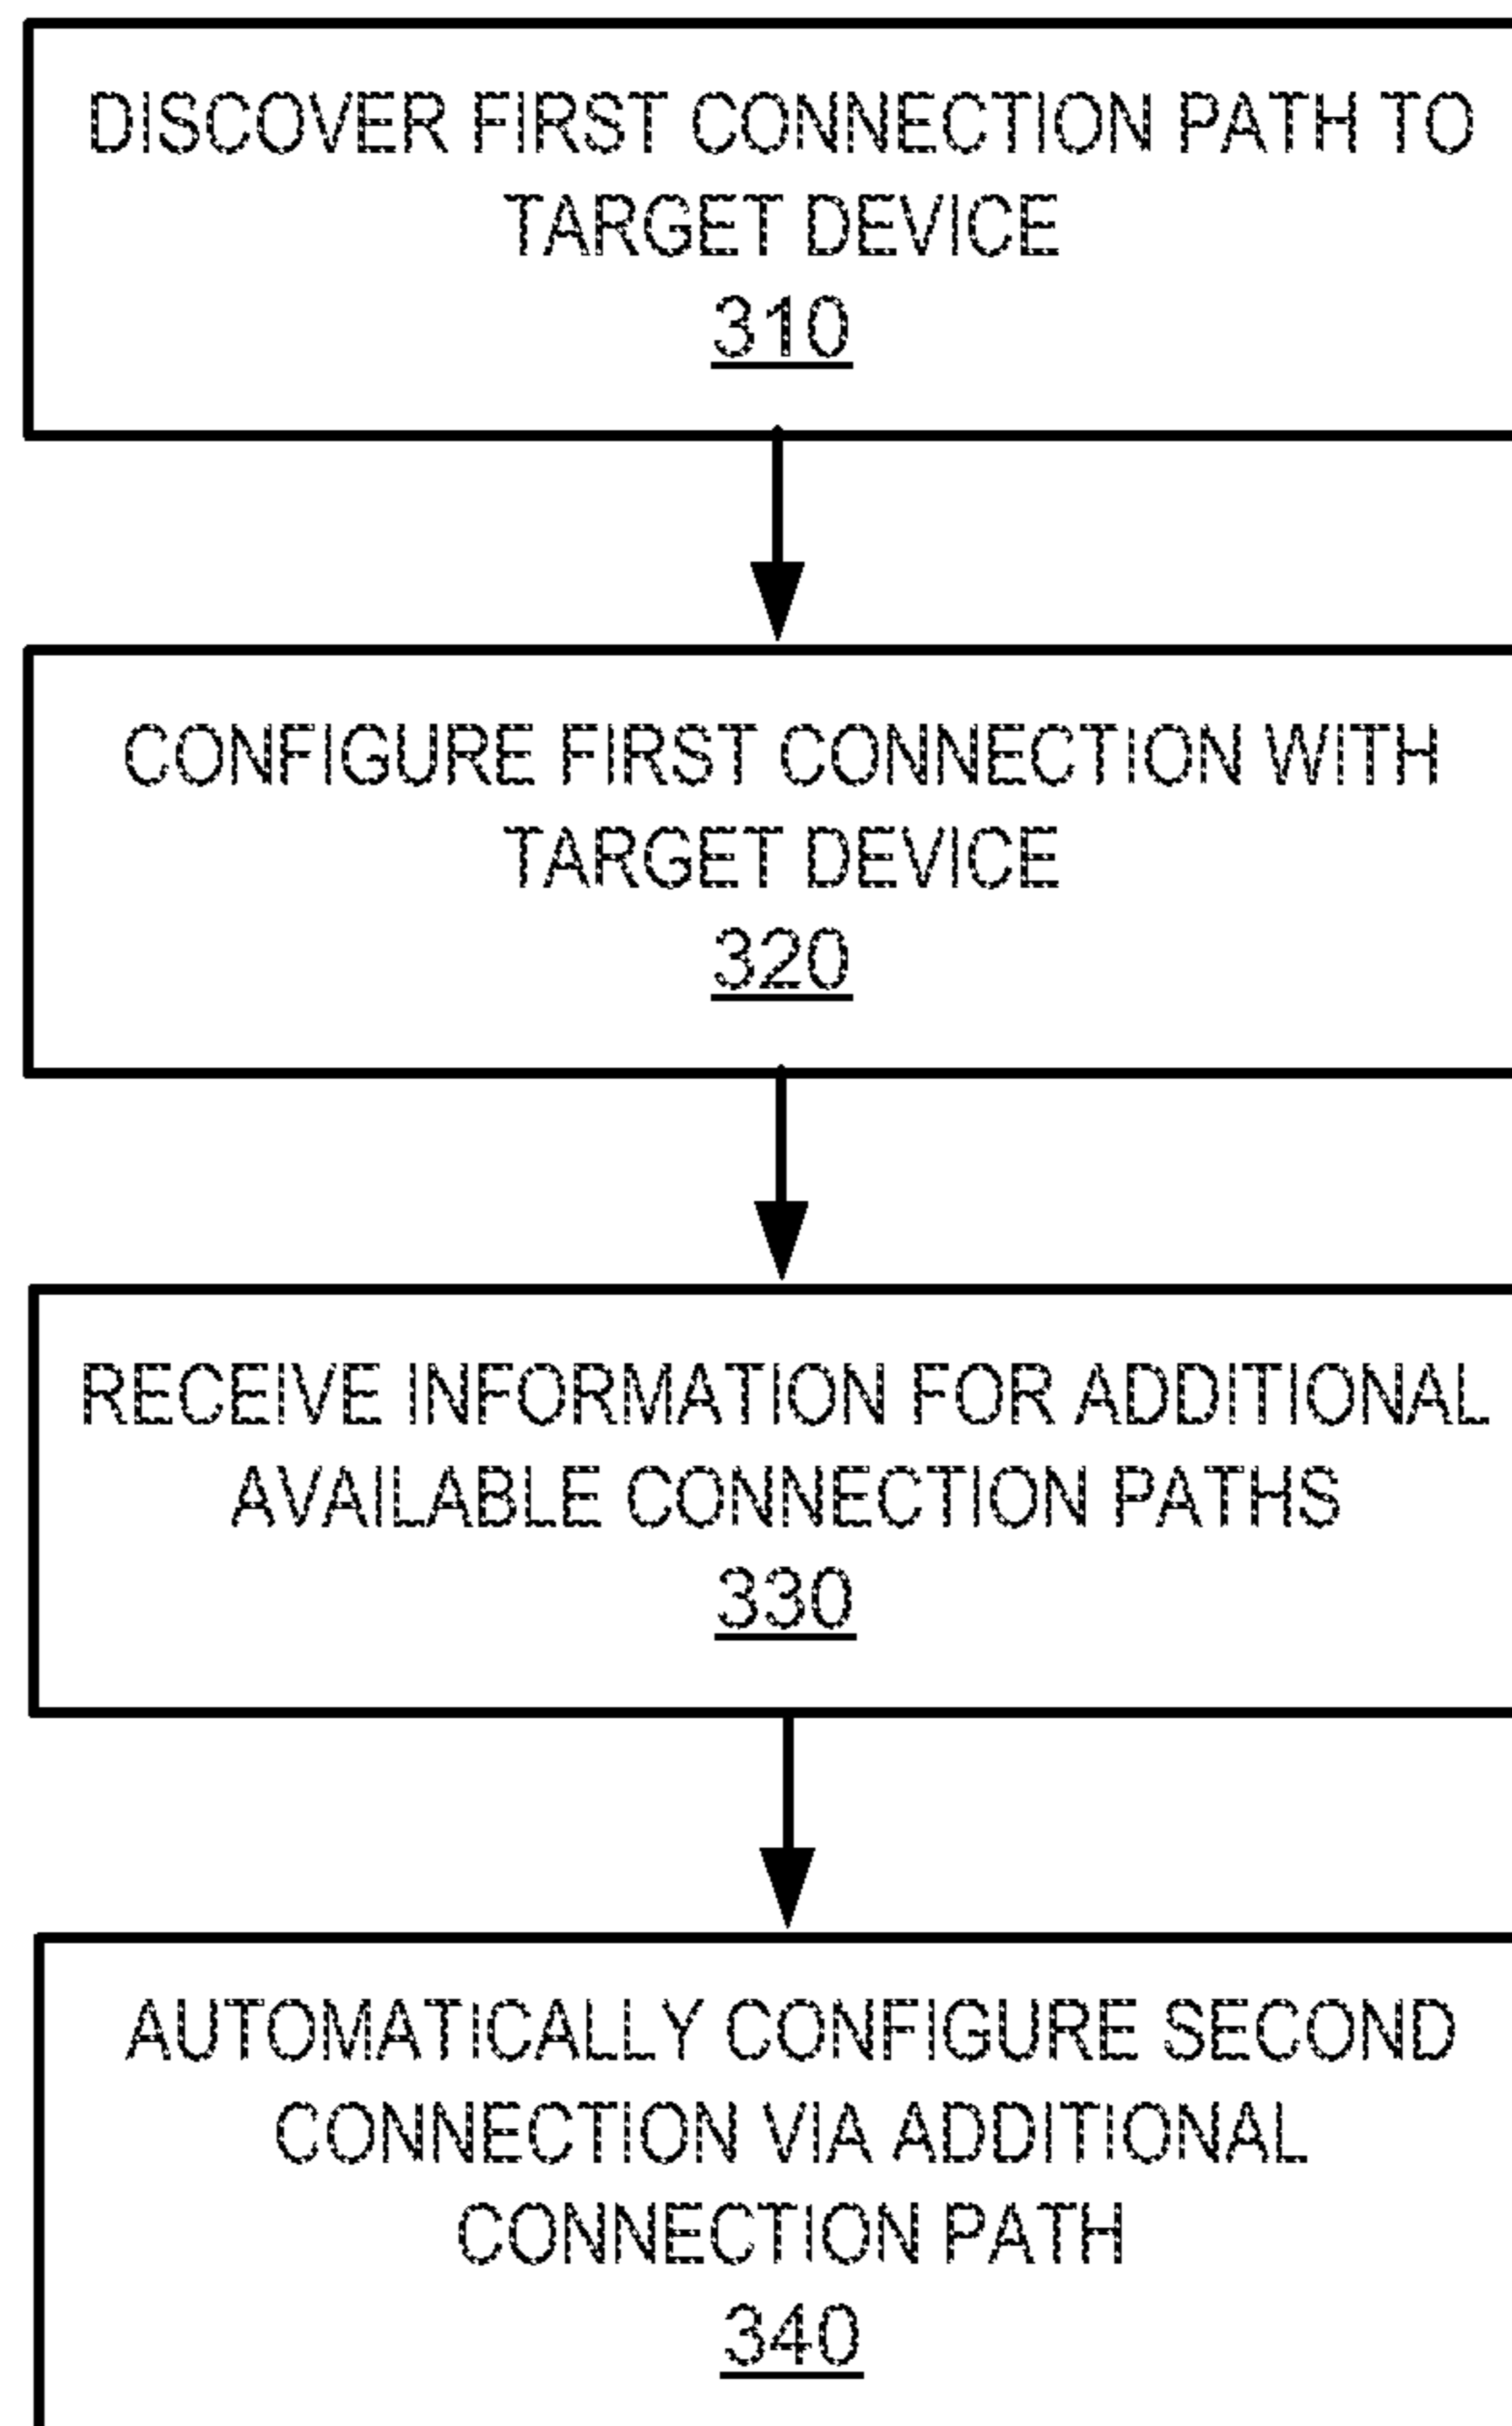 DISCOVER FIRST CONNECTION PATH TO
TARGET DEVICE
310
CONFIGURE FIRST CONNECTION WITH
TARGET DEVICE
320
RECEIVE INFORMATION FOR ADDITIONAL
AVAILABLE CONNECTION PATHS
330
AUTOMATICALLY CONFIGURE SECOND
CONNECTION VIA ADDITIONAL
CONNECTION PATH
340